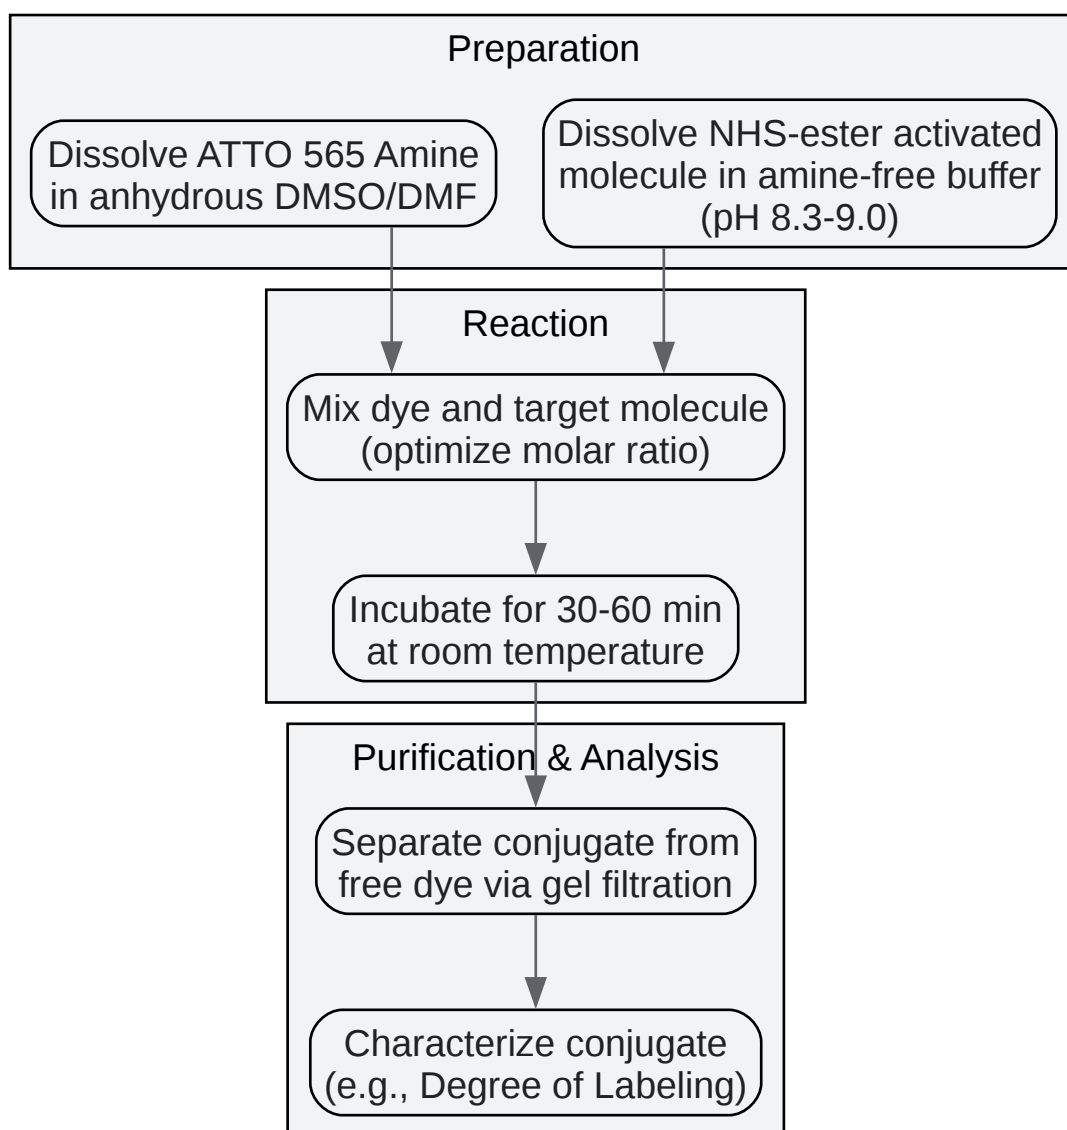 Preparation
Dissolve ATTO 565 Amine
in anhydrous DMSO/DMF
Dissolve NHS-ester activated
molecule in amine-free buffer
(pH 8.3-9.0)
Reaction
Mix dye and target molecule
(optimize molar ratio)
Incubate for 30-60 min
at room temperature
Purification & Analysis
Separate conjugate from
free dye via gel filtration
Characterize conjugate
(e.g., Degree of Labeling)